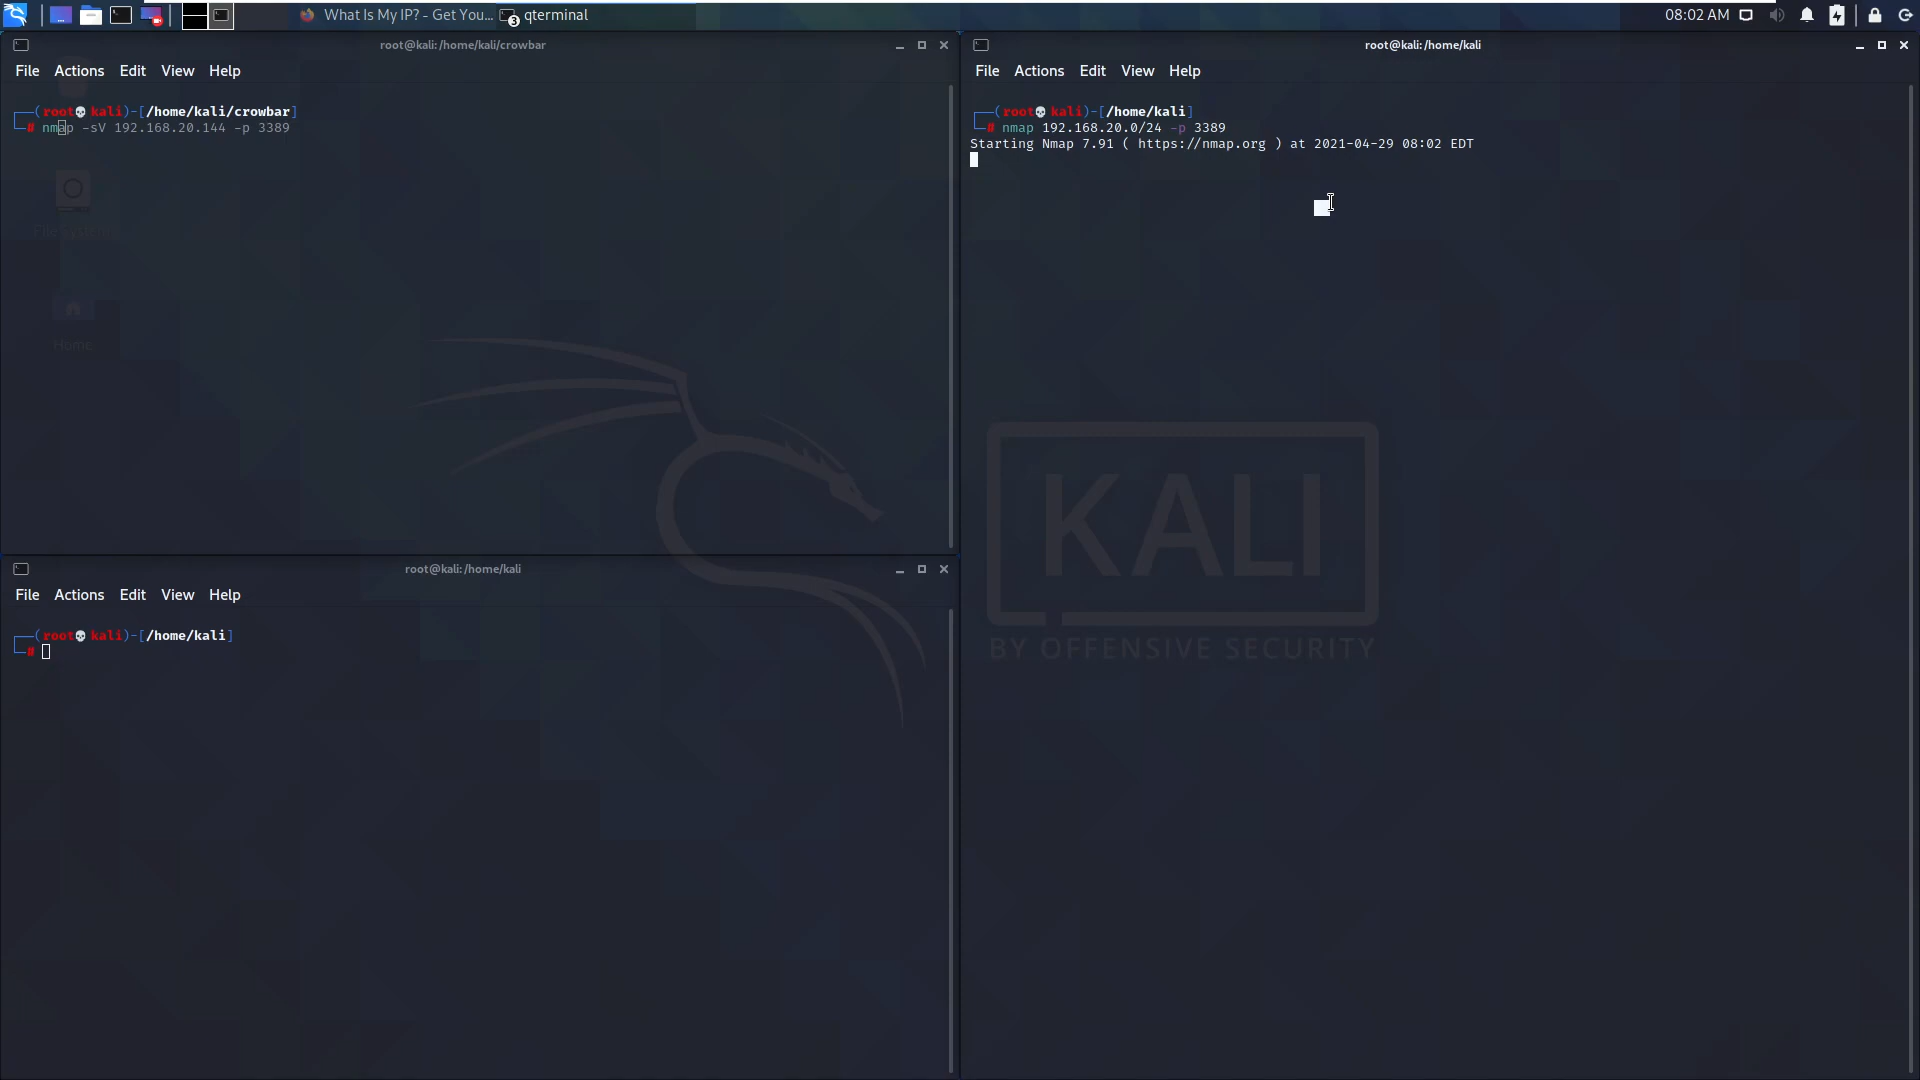 What Is My IP? - Get You... 3 qterminal 08:02 AM
root@kali: /home/kali/crowbar
File Actions Edit View Help
(root💀kali)-[/home/kali/crowbar]
# nmap -sV 192.168.20.144 -p 3389
File System
Home
root@kali: /home/kali
File Actions Edit View Help
(root💀kali)-[/home/kali]
#
root@kali: /home/kali
File Actions Edit View Help
(root💀kali)-[/home/kali]
# nmap 192.168.20.0/24 -p 3389
Starting Nmap 7.91 ( https://nmap.org ) at 2021-04-29 08:02 EDT
KALI
BY OFFENSIVE SECURITY